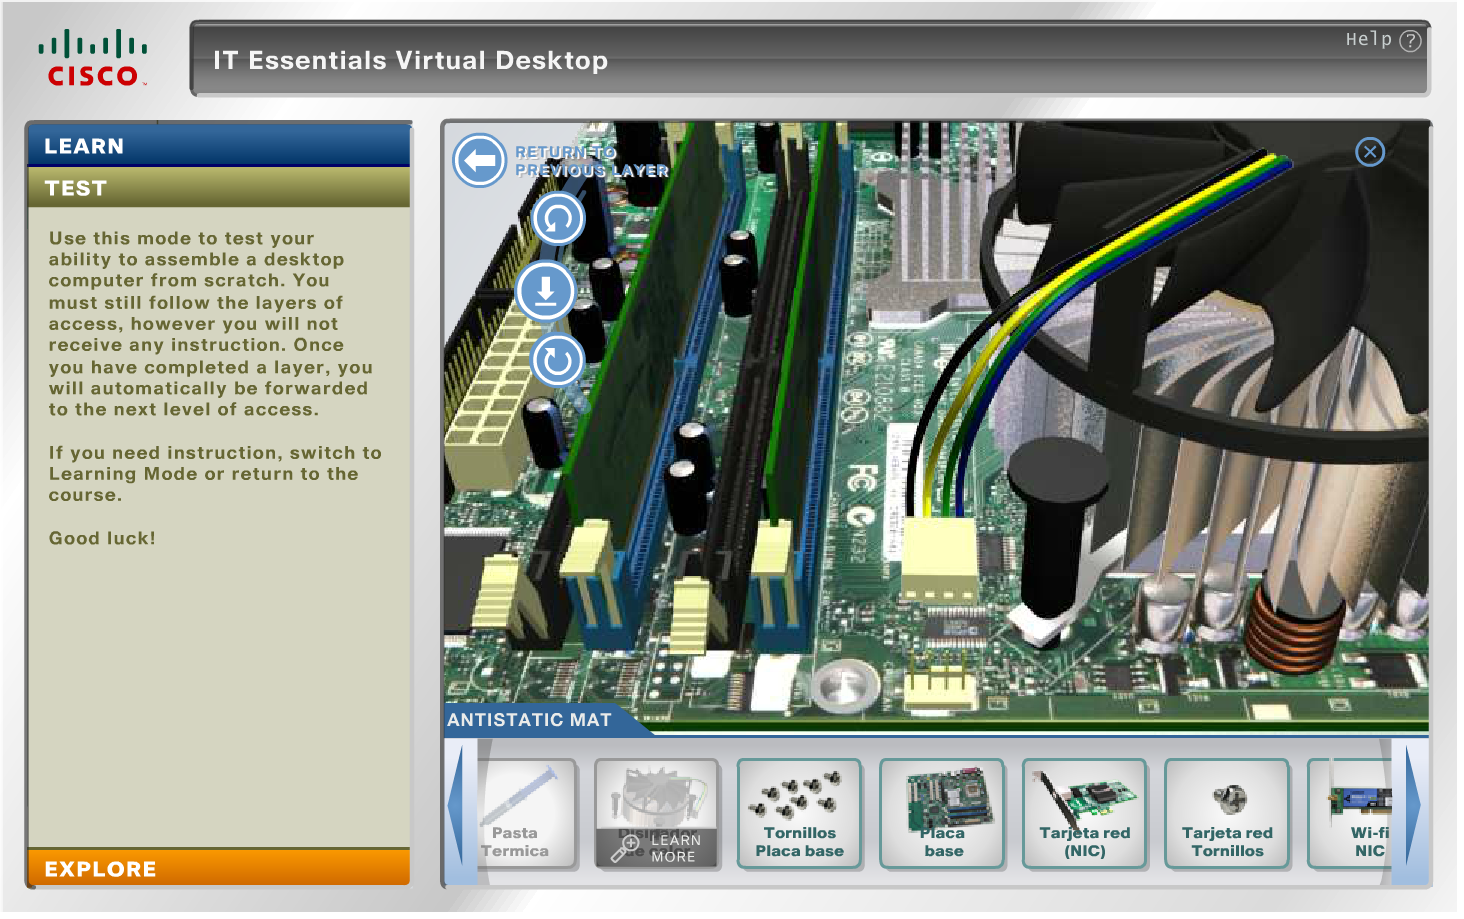 CISCO
IT Essentials Virtual Desktop
Help ?
LEARN
TEST
Use this mode to test your
ability to assemble a desktop
computer from scratch. You
must still follow the layers of
access, however you will not
receive any instruction. Once
you have completed a layer, you
will automatically be forwarded
to the next level of access.
If you need instruction, switch to
Learning Mode or return to the
course.
Good luck!
EXPLORE
RETURN TO
PREVIOUS LAYER
FC
ANTISTATIC MAT
Pasta
Termica
LEARN
MORE
Tornillos
Placa base
Placa
base
Tarjeta red
(NIC)
Tarjeta red
Tornillos
Wi-fi
NIC